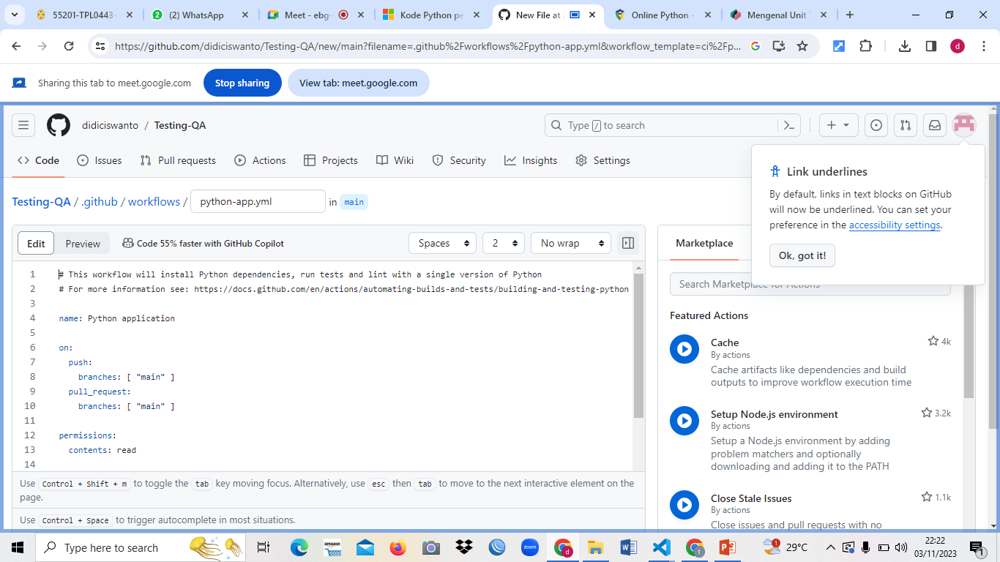 55201-TPL0443-
(2) WhatsApp
Meet - ebg-
Kode Python pe
New File at
Online Python -
Mengenal Unit T
https://github.com/didiciswanto/Testing-QA/new/main?filename=.github%2Fworkflows%2Fpython-app.yml&workflow_template=ci%2Fp...
d
Sharing this tab to meet.google.com
Stop sharing
View tab: meet.google.com
didiciswanto / Testing-QA
Type / to search
Code
Issues
Pull requests
Actions
Projects
Wiki
Security
Insights
Settings
Link underlines
By default, links in text blocks on GitHub
will now be underlined. You can set your
preference in the accessibility settings.
Ok, got it!
Testing-QA / .github / workflows / python-app.yml in main
Edit
Preview
Code 55% faster with GitHub Copilot
Spaces
2
No wrap
1 # This workflow will install Python dependencies, run tests and lint with a single version of Python
2 # For more information see: https://docs.github.com/en/actions/automating-builds-and-tests/building-and-testing-python
3
4 name: Python application
5
6 on:
7 push:
8 branches: [ "main" ]
9 pull_request:
10 branches: [ "main" ]
11
12 permissions:
13 contents: read
14
Use Control + Shift + m to toggle the tab key moving focus. Alternatively, use esc then tab to move to the next interactive element on the
page.
Use Control + Space to trigger autocomplete in most situations.
Marketplace
Search Marketplace for Actions
Featured Actions
Cache
4k
By actions
Cache artifacts like dependencies and build
outputs to improve workflow execution time
Setup Node.js environment
3.2k
By actions
Setup a Node.js environment by adding
problem matchers and optionally
downloading and adding it to the PATH
Close Stale Issues
1.1k
By actions
Close issues and pull requests with no
Type here to search
amazon
zoom
d
t
1
29°C
22:22
03/11/2023
1